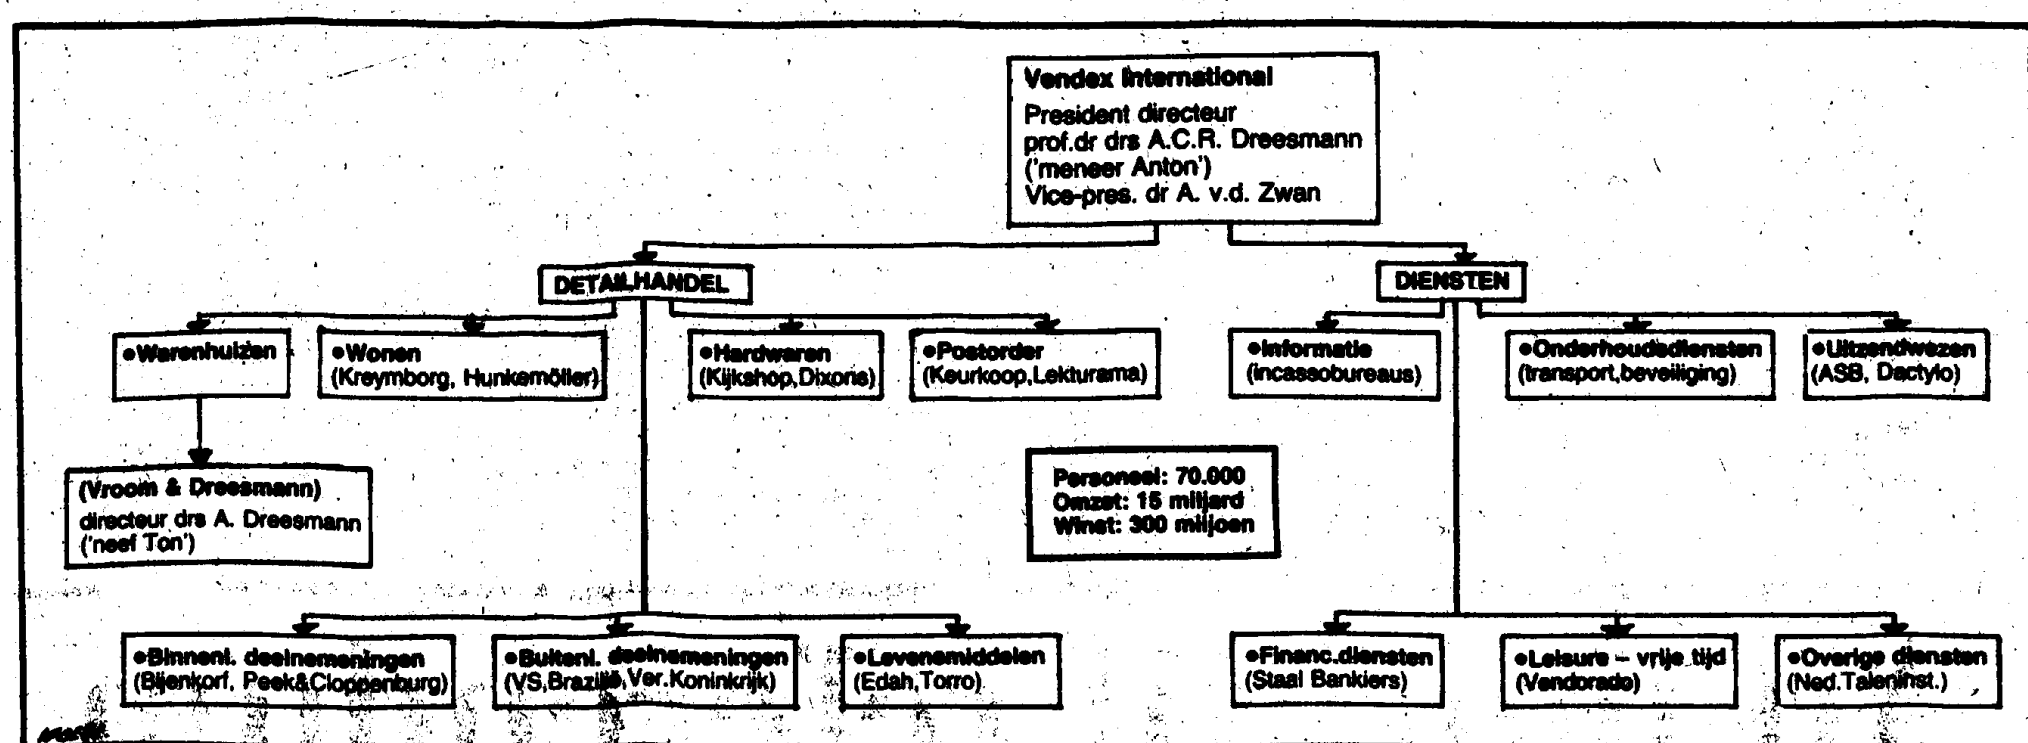 Vendex International
President directeur
prof.dr drs A.C.R. Dreesmann
('meneer Anton')
Vice-pres. dr A. v.d. Zwan
DETAILHANDEL
DIENSTEN
•Warenhuizen
•Wonen
(Kreymborg, Hunkemöller)
•Hardwaren
(Kijkshop,Dixons)
•Postorder
(Keurkoop,Lekturama)
•Informatie
(incassobureaus)
•Onderhoudsdiensten
(transport,beveiliging)
•Uitzendwezen
(ASB, Dactylo)
(Vroom & Dreesmann)
directeur drs A. Dreesmann
('neef Ton')
Personeel: 70.000
Omzet: 15 miljard
Winst: 300 miljoen
•Binnenl. deelnemeningen
(Bijenkorf, Peek&Cloppenburg)
•Buitenl. deelnemeningen
(VS,Brazilië,Ver.Koninkrijk)
•Levensmiddelen
(Edah,Torro)
•Financ.diensten
(Staal Bankiers)
•Leisure – vrije tijd
(Vendorado)
•Overige diensten
(Ned.Taleninst.)